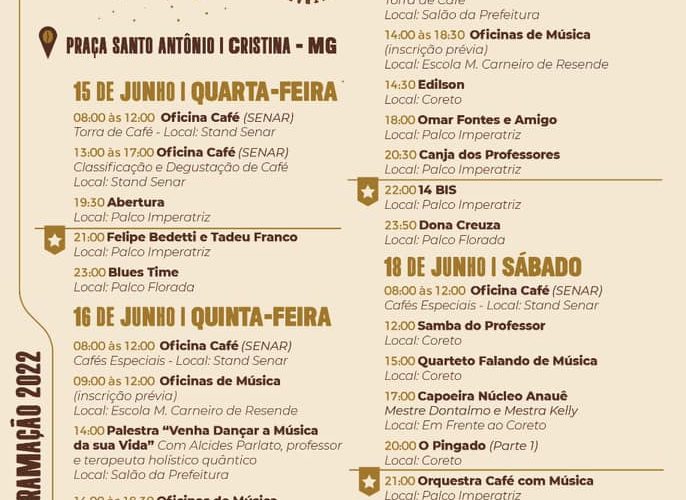 PRAÇA SANTO ANTÔNIO I CRISTINA - MG
15 DE JUNHO I QUARTA-FEIRA
08:00 às 12:00 Oficina Café (SENAR)
Torra de Café - Local: Stand Senar
13:00 às 17:00 Oficina Café (SENAR)
Classificação e Degustação de Café
Local: Stand Senar
19:30 Abertura
Local: Palco Imperatriz
21:00 Felipe Bedetti e Tadeu Franco
Local: Palco Imperatriz
23:00 Blues Time
Local: Palco Florada
16 DE JUNHO I QUINTA-FEIRA
08:00 às 12:00 Oficina Café (SENAR)
Cafés Especiais - Local: Stand Senar
09:00 às 12:00 Oficinas de Música
(inscrição prévia)
Local: Escola M. Carneiro de Resende
14:00 Palestra “Venha Dançar a Música
da sua Vida” Com Alcides Parlato, professor
e terapeuta holístico quântico
Local: Salão da Prefeitura
14:00 às 18:30 Oficinas de Música
Torra de Café
Local: Salão da Prefeitura
14:00 às 18:30 Oficinas de Música
(inscrição prévia)
Local: Escola M. Carneiro de Resende
14:30 Edilson
Local: Coreto
18:00 Omar Fontes e Amigo
Local: Palco Imperatriz
20:30 Canja dos Professores
Local: Palco Imperatriz
22:00 14 BIS
Local: Palco Imperatriz
23:50 Dona Creuza
Local: Palco Florada
18 DE JUNHO I SÁBADO
08:00 às 12:00 Oficina Café (SENAR)
Cafés Especiais - Local: Stand Senar
12:00 Samba do Professor
Local: Coreto
15:00 Quarteto Falando de Música
Local: Coreto
17:00 Capoeira Núcleo Anauê
Mestre Dontalmo e Mestra Kelly
Local: Em Frente ao Coreto
20:00 O Pingado (Parte 1)
Local: Coreto
21:00 Orquestra Café com Música
Local: Palco Imperatriz
RAMAÇÃO 2022